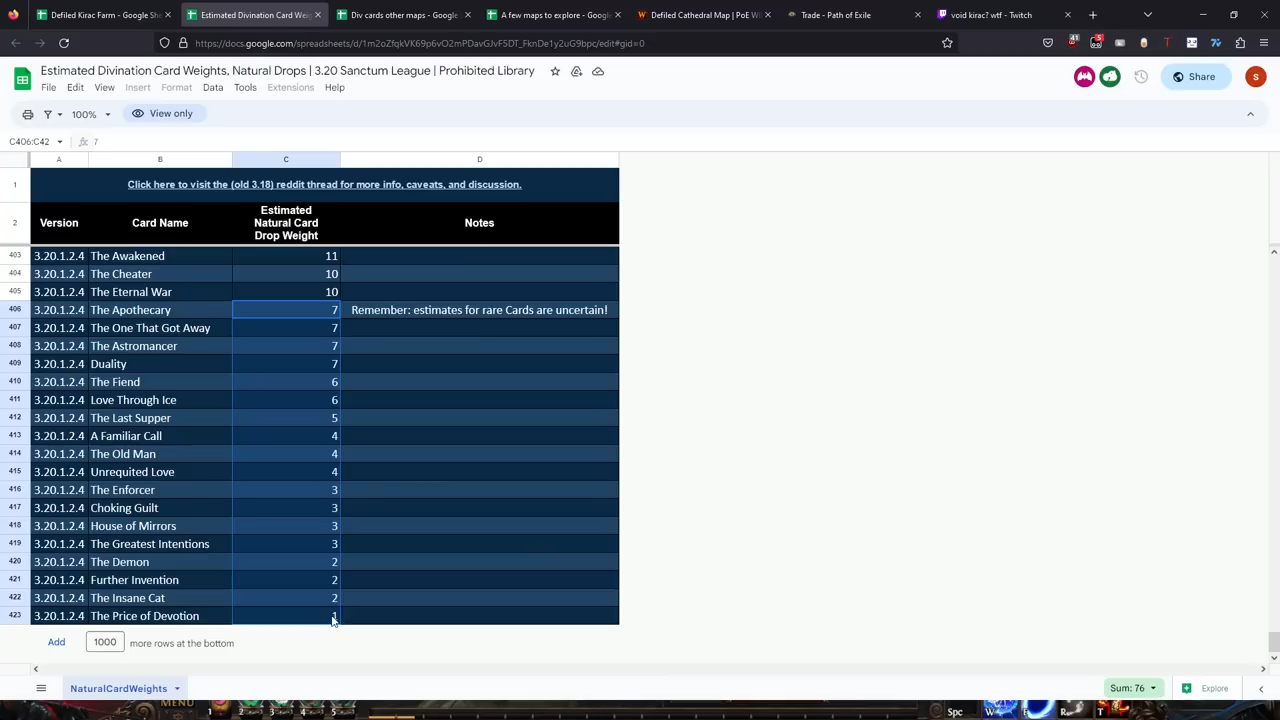 Defiled Kirac Farm - Google She
Estimated Divination Card Weig
Div cards other maps - Google
A few maps to explore - Google
Defiled Cathedral Map | PoE Wi
Trade - Path of Exile
void kirac? wtf - Twitch
https://docs.google.com/spreadsheets/d/1m2oZfqkVK69p6vO2mPDavGJvF5DT_FknDe1y2uG9bpc/edit#gid=0
Estimated Divination Card Weights, Natural Drops | 3.20 Sanctum League | Prohibited Library
Share
S
File Edit View Insert Format Data Tools Extensions Help
100% View only
C406:C42 fx 7
A B C D
1 Click here to visit the (old 3.18) reddit thread for more info, caveats, and discussion.
2 Version Card Name Estimated Natural Card Drop Weight Notes
403 3.20.1.2.4 The Awakened 11
404 3.20.1.2.4 The Cheater 10
405 3.20.1.2.4 The Eternal War 10
406 3.20.1.2.4 The Apothecary 7 Remember: estimates for rare Cards are uncertain!
407 3.20.1.2.4 The One That Got Away 7
408 3.20.1.2.4 The Astromancer 7
409 3.20.1.2.4 Duality 7
410 3.20.1.2.4 The Fiend 6
411 3.20.1.2.4 Love Through Ice 6
412 3.20.1.2.4 The Last Supper 5
413 3.20.1.2.4 A Familiar Call 4
414 3.20.1.2.4 The Old Man 4
415 3.20.1.2.4 Unrequited Love 4
416 3.20.1.2.4 The Enforcer 3
417 3.20.1.2.4 Choking Guilt 3
418 3.20.1.2.4 House of Mirrors 3
419 3.20.1.2.4 The Greatest Intentions 3
420 3.20.1.2.4 The Demon 2
421 3.20.1.2.4 Further Invention 2
422 3.20.1.2.4 The Insane Cat 2
423 3.20.1.2.4 The Price of Devotion 1
Add 1000 more rows at the bottom
NaturalCardWeights Sum: 76 Explore
MENU 1 2 3 4 5 Spc W E R T